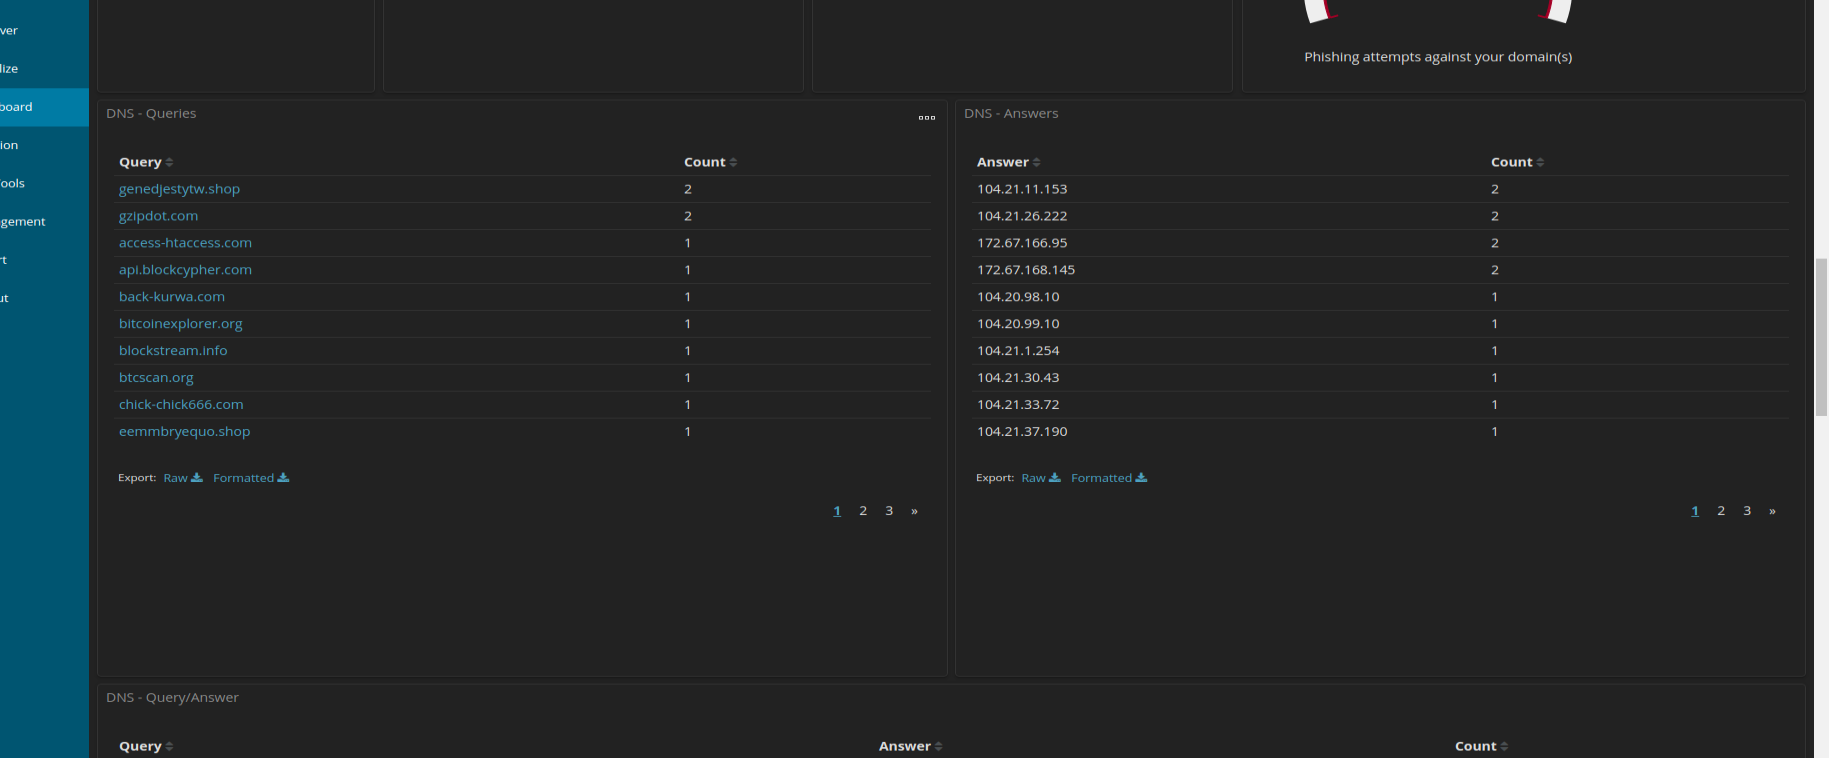 ver
lize
board
ion
ools
gement
rt
ut
Phishing attempts against your domain(s)
DNS - Queries
Query Count
genedjestytw.shop 2
gzipdot.com 2
access-htaccess.com 1
api.blockcypher.com 1
back-kurwa.com 1
bitcoinexplorer.org 1
blockstream.info 1
btcscan.org 1
chick-chick666.com 1
eemmbryequo.shop 1
Export: Raw Formatted
1 2 3 »
DNS - Answers
Answer Count
104.21.11.153 2
104.21.26.222 2
172.67.166.95 2
172.67.168.145 2
104.20.98.10 1
104.20.99.10 1
104.21.1.254 1
104.21.30.43 1
104.21.33.72 1
104.21.37.190 1
Export: Raw Formatted
1 2 3 »
DNS - Query/Answer
Query Answer Count